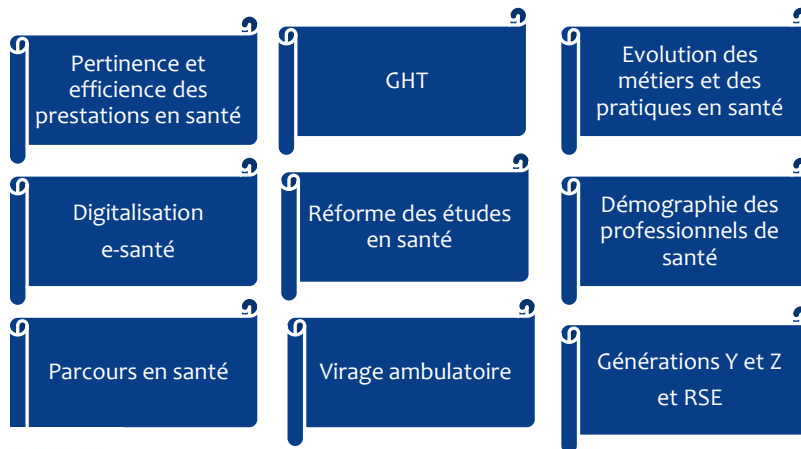 Pertinence et
efficience des
prestations en santé
GHT
Evolution des
métiers et des
pratiques en santé
Digitalisation
e-santé
Réforme des études
en santé
Démographie des
professionnels de
santé
Parcours en santé
Virage ambulatoire
Générations Y et Z
et RSE